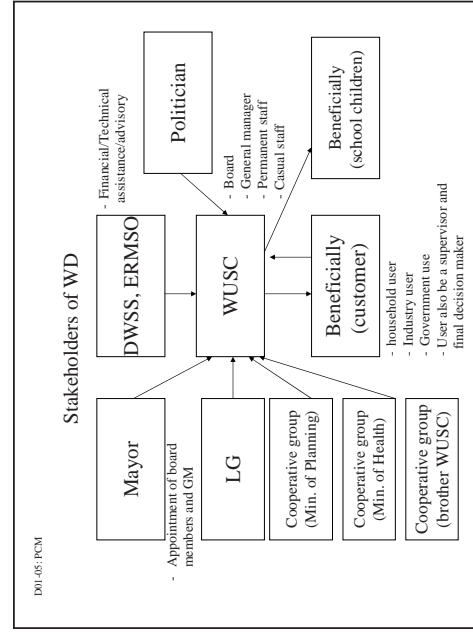 D01-05: PCM
Stakeholders of WD
Mayor
- Appointment of board
members and GM
LG
Cooperative group
(Min. of Planning)
Cooperative group
(Min. of Health)
Cooperative group
(brother WUSC)
DWSS, ERMSO
- Financial/Technical
assistance/advisory
WUSC
- Board
- General manager
- Permanent staff
- Casual staff
Politician
Beneficially
(customer)
- household user
- Industry user
- Government use
- User also be a supervisor and
final decision maker
Beneficially
(school children)